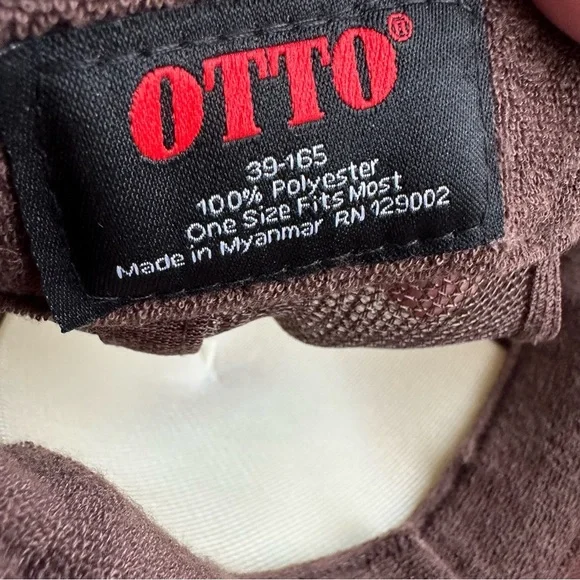 OTTO®
39-165
100% Polyester
One Size Fits Most
Made in Myanmar RN 129002